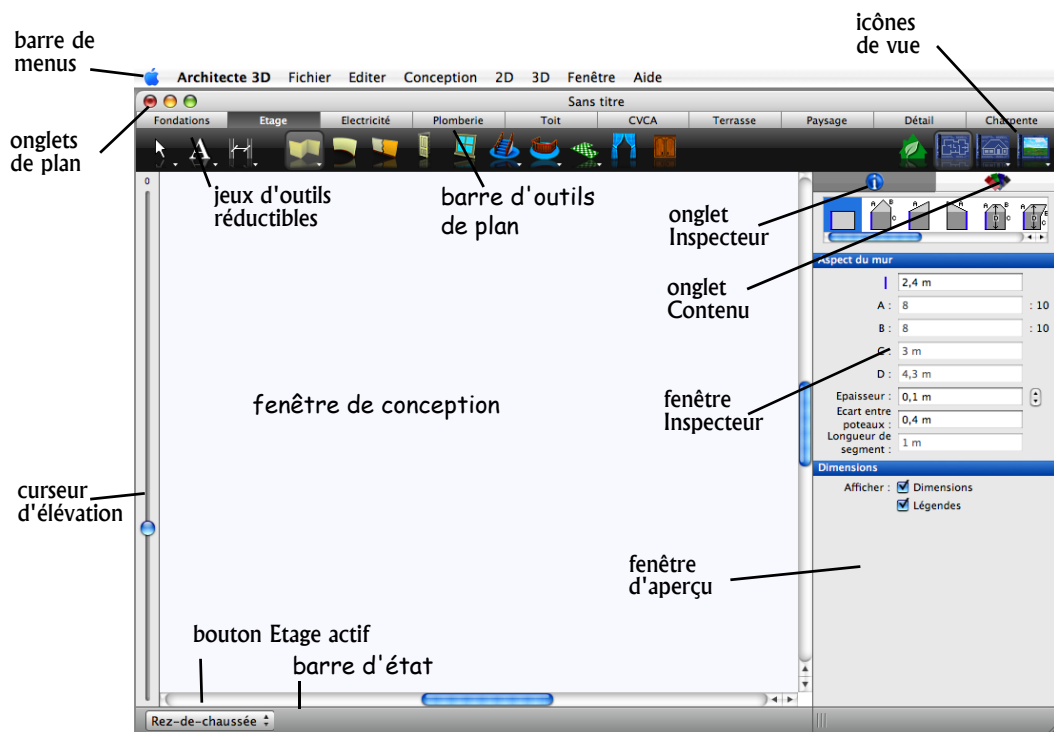 icônes
de vue
barre de
menus
Architecte 3D Fichier Editer Conception 2D 3D Fenêtre Aide
Sans titre
Fondations Etage Electricité Plomberie Toit CVCA Terrasse Paysage Détail Charpente
onglets
de plan
A
0
jeux d'outils
réductibles
barre d'outils
de plan
onglet
Inspecteur
A B C A B A B D C A B D C
onglet
Contenu
Aspect du mur
2,4 m
A : 8 : 10
B : 8 : 10
C : 3 m
D : 4,3 m
fenêtre de conception
fenêtre
Inspecteur
Epaisseur : 0,1 m
Ecart entre
poteaux : 0,4 m
Longueur de
segment : 1 m
Dimensions
Afficher : Dimensions
Légendes
curseur
d'élévation
fenêtre
d'aperçu
bouton Etage actif
barre d'état
Rez-de-chaussée